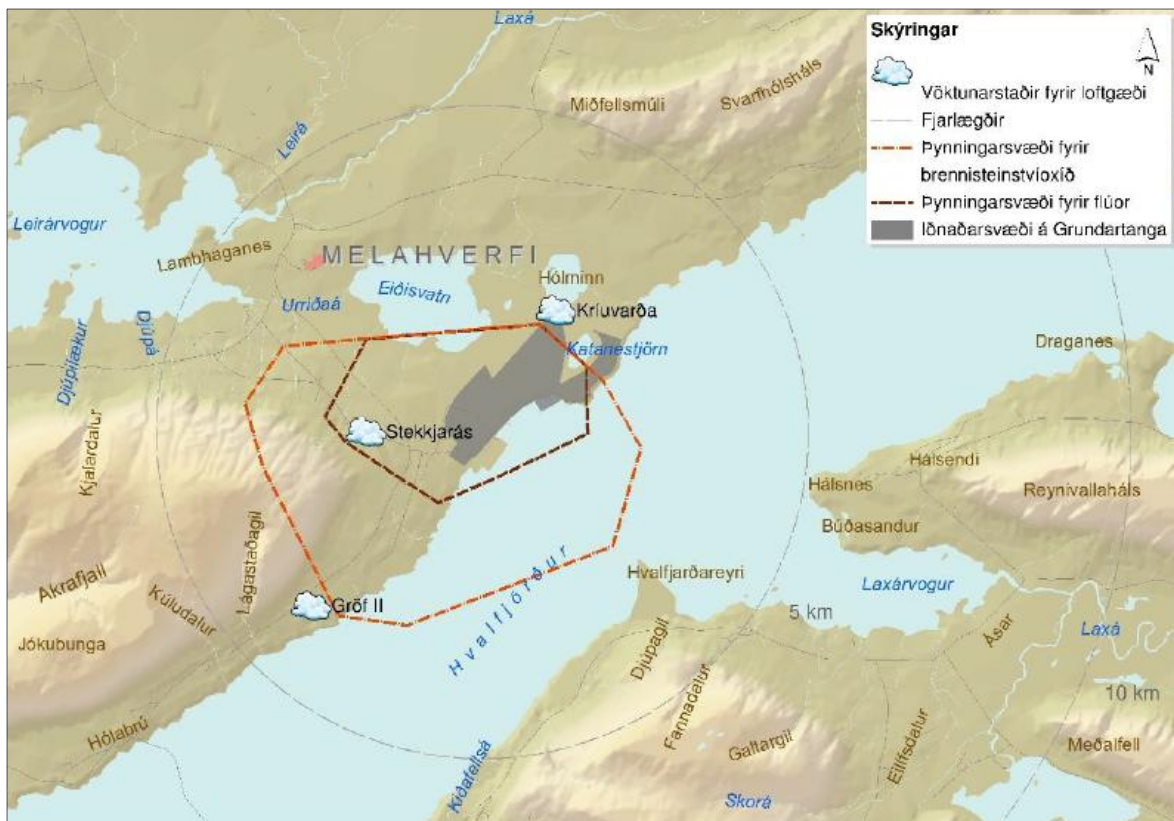 Laxá
Skýringar
N
Vöktunarstaðir fyrir loftgæði
Fjarlægðir
Þynningarsvæði fyrir
brennisteinstvíoxíð
Þynningarsvæði fyrir flúor
Iðnaðarsvæði á Grundartanga
Miðfellsmúli
Svarfhólsháls
Leirá
Leirárvogur
Lambhaganes
MELAHVERFI
Hólminn
Eiðisvatn
Urriðaá
Kríuvarða
Djúpá
Djúpilækur
Katanestjörn
Draganes
Kjalardalur
Stekkjarás
Hálsendi
Hálsnes
Reynivallaháls
Búðasandur
Lágastaðagil
Akrafjall
Kúludalur
Hvalfjarðareyri
Laxárvogur
Gröf II
5 km
Hvalfjörður
Jókubunga
Djúpagil
Ásar
Laxá
Fannadalur
10 km
Hólabrú
Galtargil
Eilífsdalur
Meðalfell
Kiðafellsá
Skorá